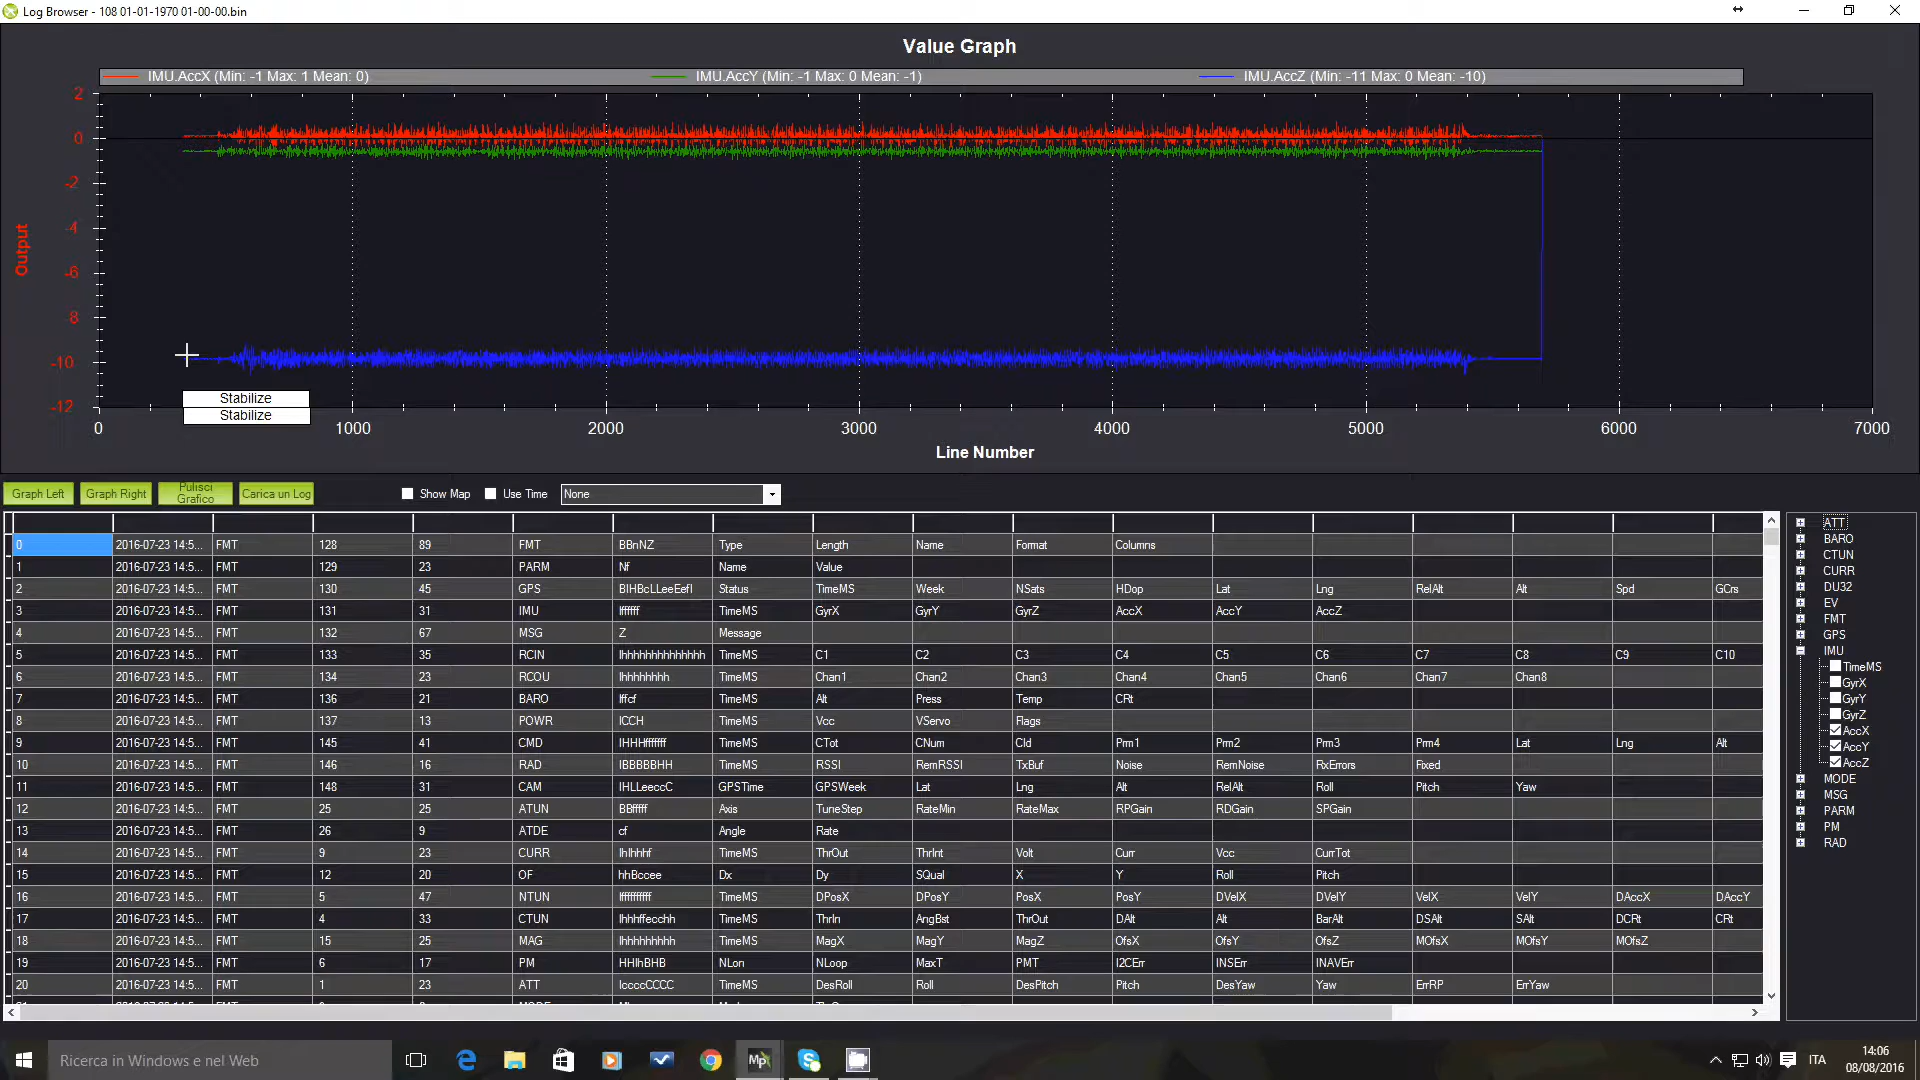 Log Browser - 108 01-01-1970 01-00-00.bin
Value Graph
IMU.AccX (Min: -1 Max: 1 Mean: 0) IMU.AccY (Min: -1 Max: 0 Mean: -1) IMU.AccZ (Min: -11 Max: 0 Mean: -10)
2
0
-2
-4
Output
-6
-8
-10
-12
Stabilize
Stabilize
0 1000 2000 3000 4000 5000 6000 7000
Line Number
Graph Left Graph Right Pulisci Grafico Carica un Log Show Map Use Time None
0 2016-07-23 14:5... FMT 128 89 FMT BBnNZ Type Length Name Format Columns
1 2016-07-23 14:5... FMT 129 23 PARM Nf Name Value
2 2016-07-23 14:5... FMT 130 45 GPS BIHBcLLeeEefI Status TimeMS Week NSats HDop Lat Lng RelAlt Alt Spd GCrs
3 2016-07-23 14:5... FMT 131 31 IMU Iffffff TimeMS GyrX GyrY GyrZ AccX AccY AccZ
4 2016-07-23 14:5... FMT 132 67 MSG Z Message
5 2016-07-23 14:5... FMT 133 35 RCIN Ihhhhhhhhhhhhhh TimeMS C1 C2 C3 C4 C5 C6 C7 C8 C9 C10
6 2016-07-23 14:5... FMT 134 23 RCOU Ihhhhhhhh TimeMS Chan1 Chan2 Chan3 Chan4 Chan5 Chan6 Chan7 Chan8
7 2016-07-23 14:5... FMT 136 21 BARO Iffcf TimeMS Alt Press Temp CRt
8 2016-07-23 14:5... FMT 137 13 POWR ICCH TimeMS Vcc VServo Flags
9 2016-07-23 14:5... FMT 145 41 CMD IHHHfffffff TimeMS CTot CNum CId Prm1 Prm2 Prm3 Prm4 Lat Lng Alt
10 2016-07-23 14:5... FMT 146 16 RAD IBBBBBHH TimeMS RSSI RemRSSI TxBuf Noise RemNoise RxErrors Fixed
11 2016-07-23 14:5... FMT 148 31 CAM IHLLeeccC GPSTime GPSWeek Lat Lng Alt RelAlt Roll Pitch Yaw
12 2016-07-23 14:5... FMT 25 25 ATUN BBfffff Axis TuneStep RateMin RateMax RPGain RDGain SPGain
13 2016-07-23 14:5... FMT 26 9 ATDE cf Angle Rate
14 2016-07-23 14:5... FMT 9 23 CURR IhIhhhf TimeMS ThrOut ThrInt Volt Curr Vcc CurrTot
15 2016-07-23 14:5... FMT 12 20 OF hhBccee Dx Dy SQual X Y Roll Pitch
16 2016-07-23 14:5... FMT 5 47 NTUN Iffffffffff TimeMS DPosX DPosY PosX PosY DVelX DVelY VelX VelY DAccX DAccY
17 2016-07-23 14:5... FMT 4 33 CTUN Ihhhffecchh TimeMS ThrIn AngBst ThrOut DAlt Alt BarAlt DSAlt SAlt DCRt CRt
18 2016-07-23 14:5... FMT 15 25 MAG Ihhhhhhhhh TimeMS MagX MagY MagZ OfsX OfsY OfsZ MOfsX MOfsY MOfsZ
19 2016-07-23 14:5... FMT 6 17 PM HHIhBHB NLon NLoop MaxT PMT I2CErr INSErr INAVErr
20 2016-07-23 14:5... FMT 1 23 ATT IccccCCCC TimeMS DesRoll Roll DesPitch Pitch DesYaw Yaw ErrRP ErrYaw
ATT
BARO
CTUN
CURR
DU32
EV
FMT
GPS
IMU
TimeMS
GyrX
GyrY
GyrZ
AccX
AccY
AccZ
MODE
MSG
PARM
PM
RAD
Ricerca in Windows e nel Web
Mp
ITA
14:06
08/08/2016